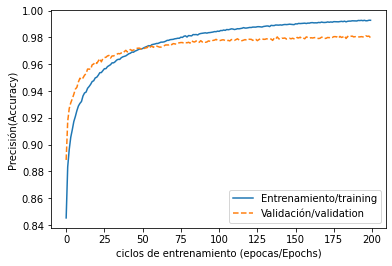 1.00
0.98
0.96
0.94
0.92
0.90
0.88
0.86
0.84
Precisión(Accuracy)
0 25 50 75 100 125 150 175 200
ciclos de entrenamiento (epocas/Epochs)
Entrenamiento/training
Validación/validation